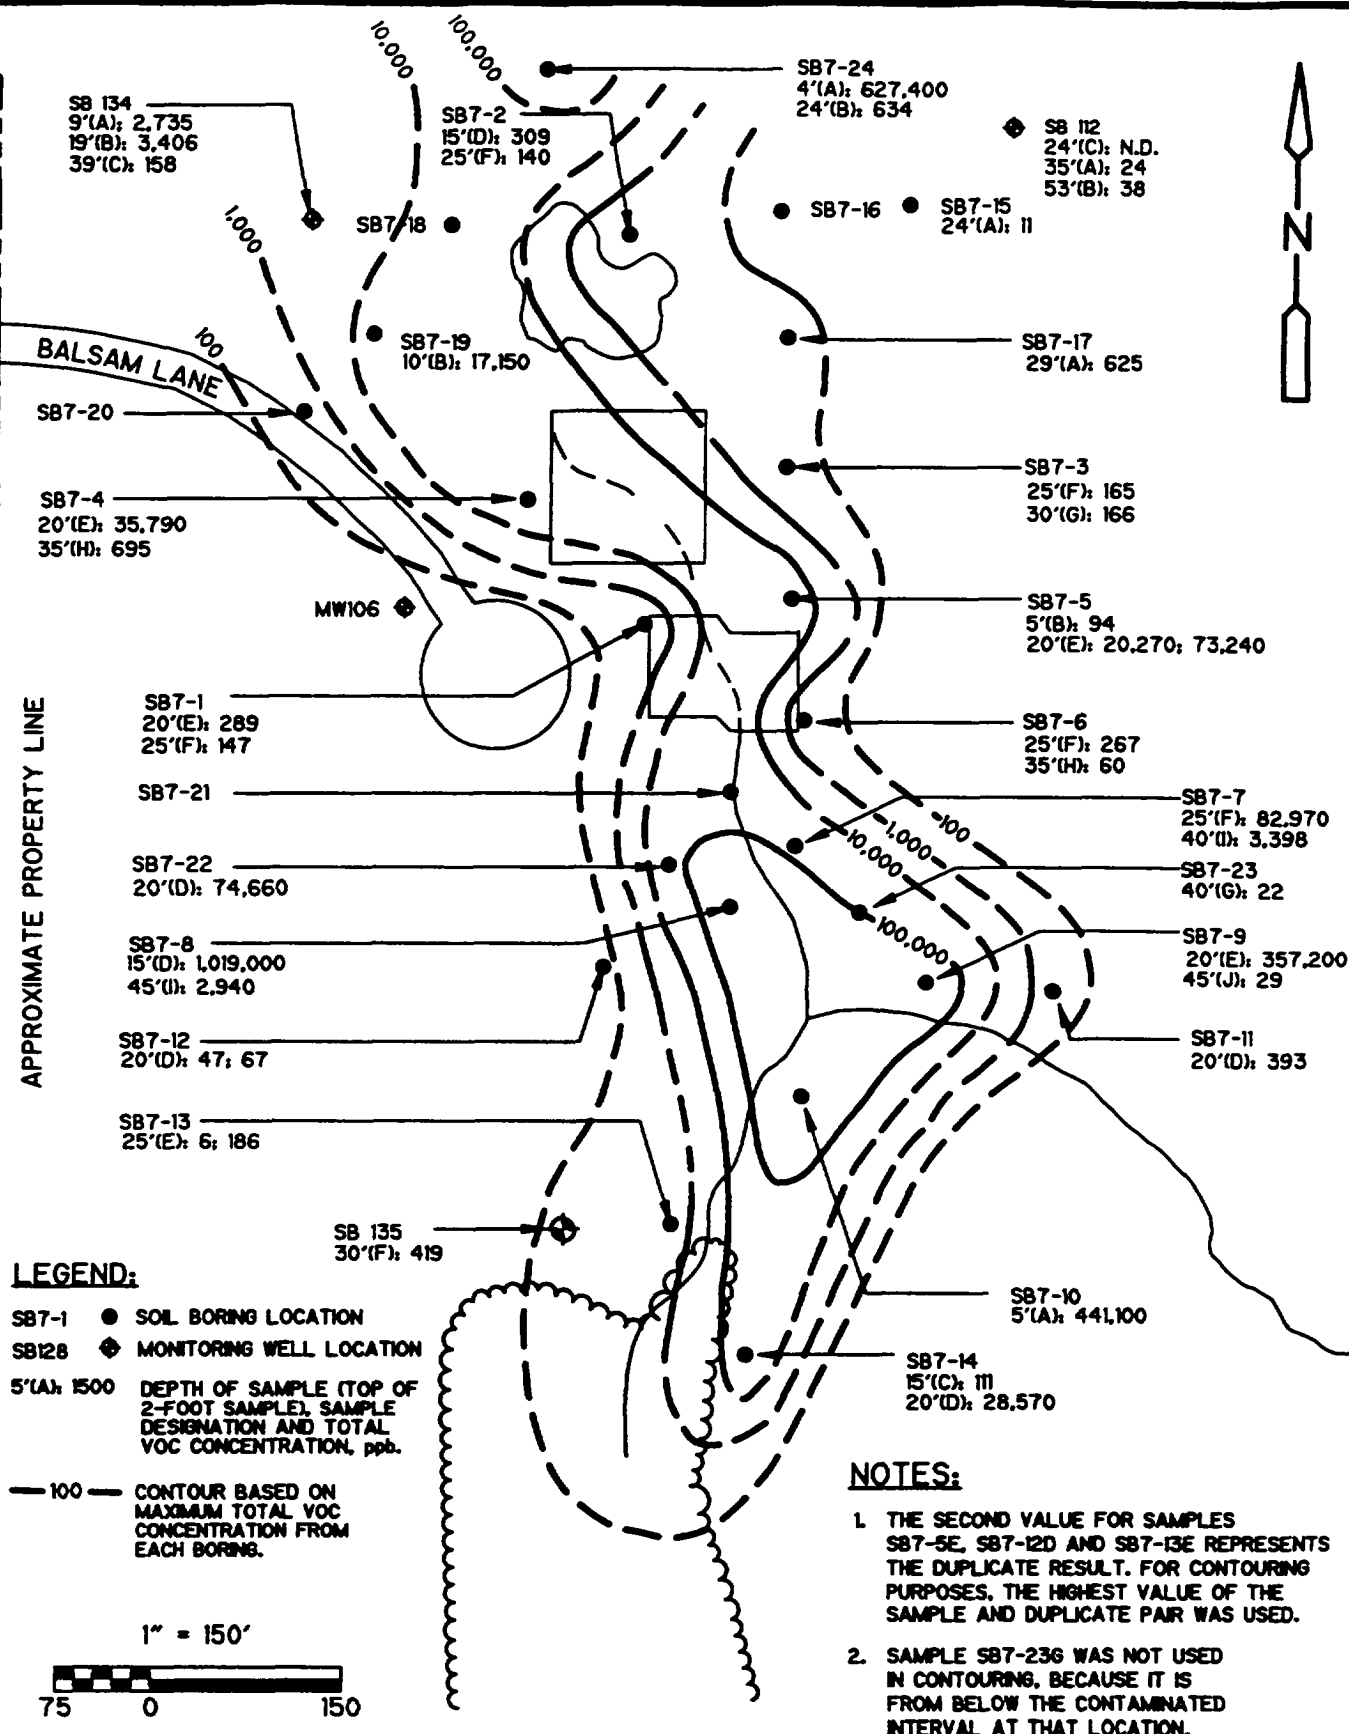 10,000
100,000
SB7-24
4'(A): 627,400
24'(B): 634
SB 134
9'(A): 2,735
19'(B): 3,406
39'(C): 158
SB7-2
15'(D): 309
25'(F): 140
SB 112
24'(C): N.D.
35'(A): 24
53'(B): 38
N
1,000
SB7-18
SB7-16
SB7-15
24'(A): 11
100
BALSAM LANE
SB7-19
10'(B): 17,150
SB7-17
29'(A): 625
SB7-20
SB7-4
20'(E): 35,790
35'(H): 695
SB7-3
25'(F): 165
30'(G): 166
MW106
SB7-5
5'(B): 94
20'(E): 20,270; 73,240
APPROXIMATE PROPERTY LINE
SB7-1
20'(E): 289
25'(F): 147
SB7-6
25'(F): 267
35'(H): 60
SB7-21
SB7-7
25'(F): 82,970
40'(I): 3,398
100
1,000
10,000
100,000
SB7-22
20'(D): 74,660
SB7-23
40'(G): 22
SB7-8
15'(D): 1,019,000
45'(I): 2,940
SB7-9
20'(E): 357,200
45'(J): 29
SB7-12
20'(D): 47; 67
SB7-11
20'(D): 393
SB7-13
25'(E): 6; 186
SB 135
30'(F): 419
SB7-10
5'(A): 441,100
SB7-14
15'(C): 111
20'(D): 28,570
LEGEND:
SB7-1 SOIL BORING LOCATION
SB128 MONITORING WELL LOCATION
5'(A): 1500 DEPTH OF SAMPLE (TOP OF
2-FOOT SAMPLE), SAMPLE
DESIGNATION AND TOTAL
VOC CONCENTRATION, ppb.
100 CONTOUR BASED ON
MAXIMUM TOTAL VOC
CONCENTRATION FROM
EACH BORING.
1" = 150'
75 0 150
NOTES:
1. THE SECOND VALUE FOR SAMPLES
SB7-5E, SB7-12D AND SB7-13E REPRESENTS
THE DUPLICATE RESULT. FOR CONTOURING
PURPOSES, THE HIGHEST VALUE OF THE
SAMPLE AND DUPLICATE PAIR WAS USED.
2. SAMPLE SB7-23G WAS NOT USED
IN CONTOURING, BECAUSE IT IS
FROM BELOW THE CONTAMINATED
INTERVAL AT THAT LOCATION.